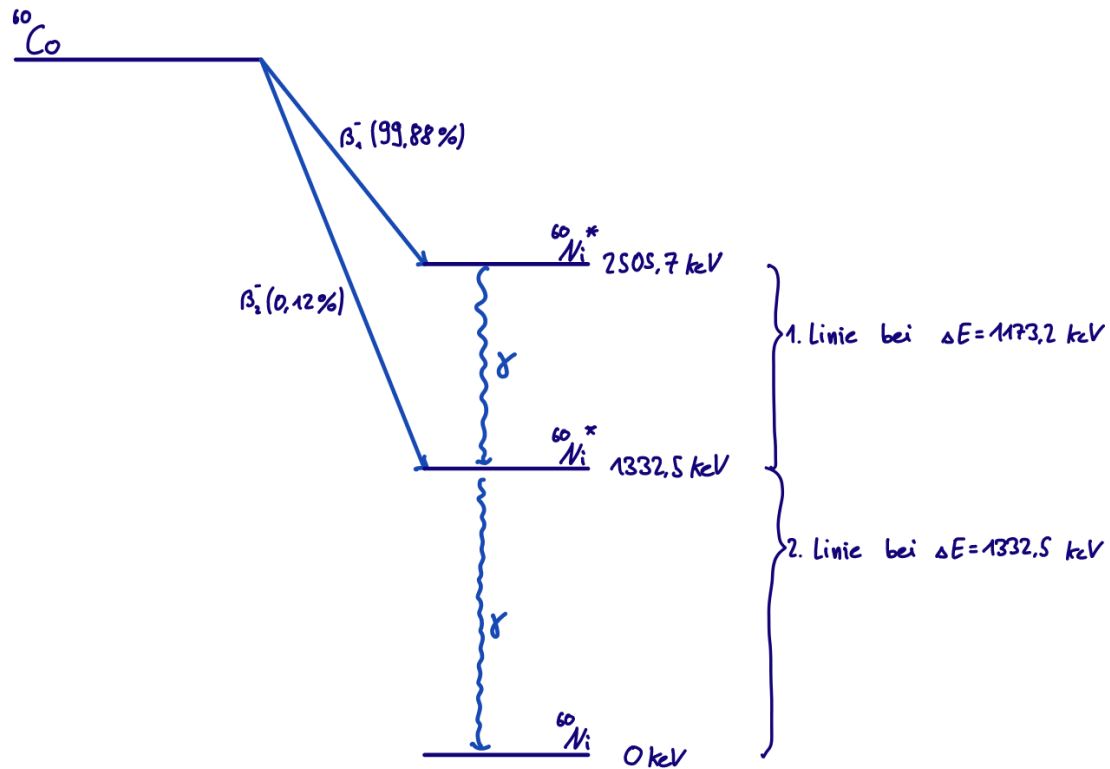 ⁶⁰Co
β₁⁻ (99,88%)
⁶⁰Ni* 2505,7 keV
β₂⁻ (0,12%)
1. Linie bei ΔE=1173,2 keV
γ
⁶⁰Ni* 1332,5 keV
2. Linie bei ΔE=1332,5 keV
γ
⁶⁰Ni 0 keV